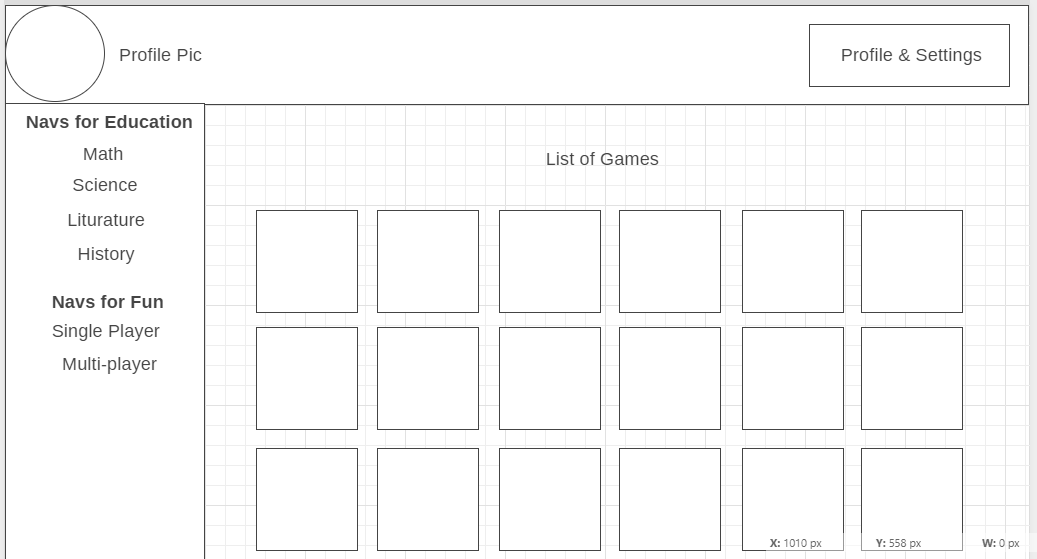 Profile Pic
Profile & Settings
Navs for Education
Math
Science
Liturature
History
Navs for Fun
Single Player
Multi-player
List of Games
X: 1010 px
Y: 558 px
W: 0 px